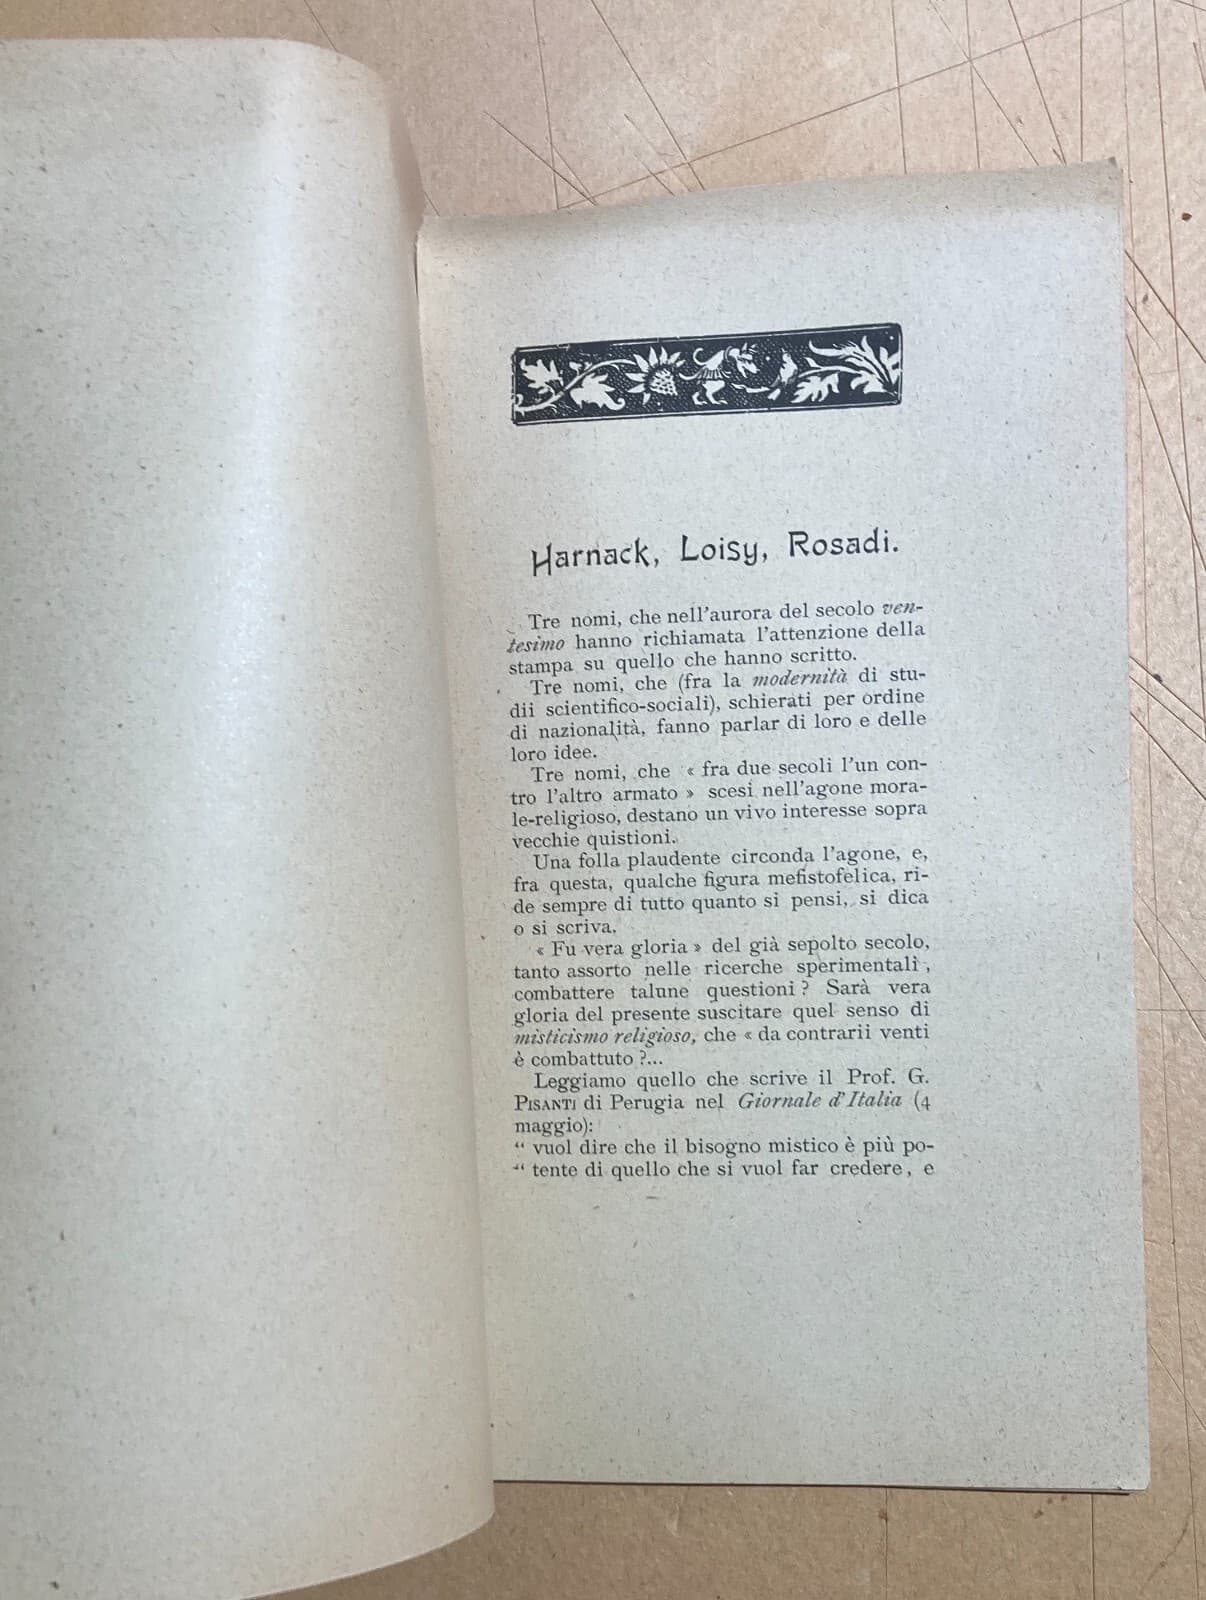 Harnack, Loisy, Rosadi.
Tre nomi, che nell'aurora del secolo ven-
tesimo hanno richiamata l'attenzione della
stampa su quello che hanno scritto.
Tre nomi, che (fra la modernità di stu-
dii scientifico-sociali), schierati per ordine
di nazionalità, fanno parlar di loro e delle
loro idee.
Tre nomi, che « fra due secoli l'un con-
tro l'altro armato » scesi nell'agone mora-
le-religioso, destano un vivo interesse sopra
vecchie quistioni.
Una folla plaudente circonda l'agone, e,
fra questa, qualche figura mefistofelica, ri-
de sempre di tutto quanto si pensi, si dica
o si scriva.
« Fu vera gloria » del già sepolto secolo,
tanto assorto nelle ricerche sperimentali,
combattere talune questioni? Sarà vera
gloria del presente suscitare quel senso di
misticismo religioso, che « da contrarii venti
è combattuto ?...
Leggiamo quello che scrive il Prof. G.
PISANTI di Perugia nel Giornale d'Italia (4
maggio):
“ vuol dire che il bisogno mistico è più po-
“ tente di quello che si vuol far credere, e